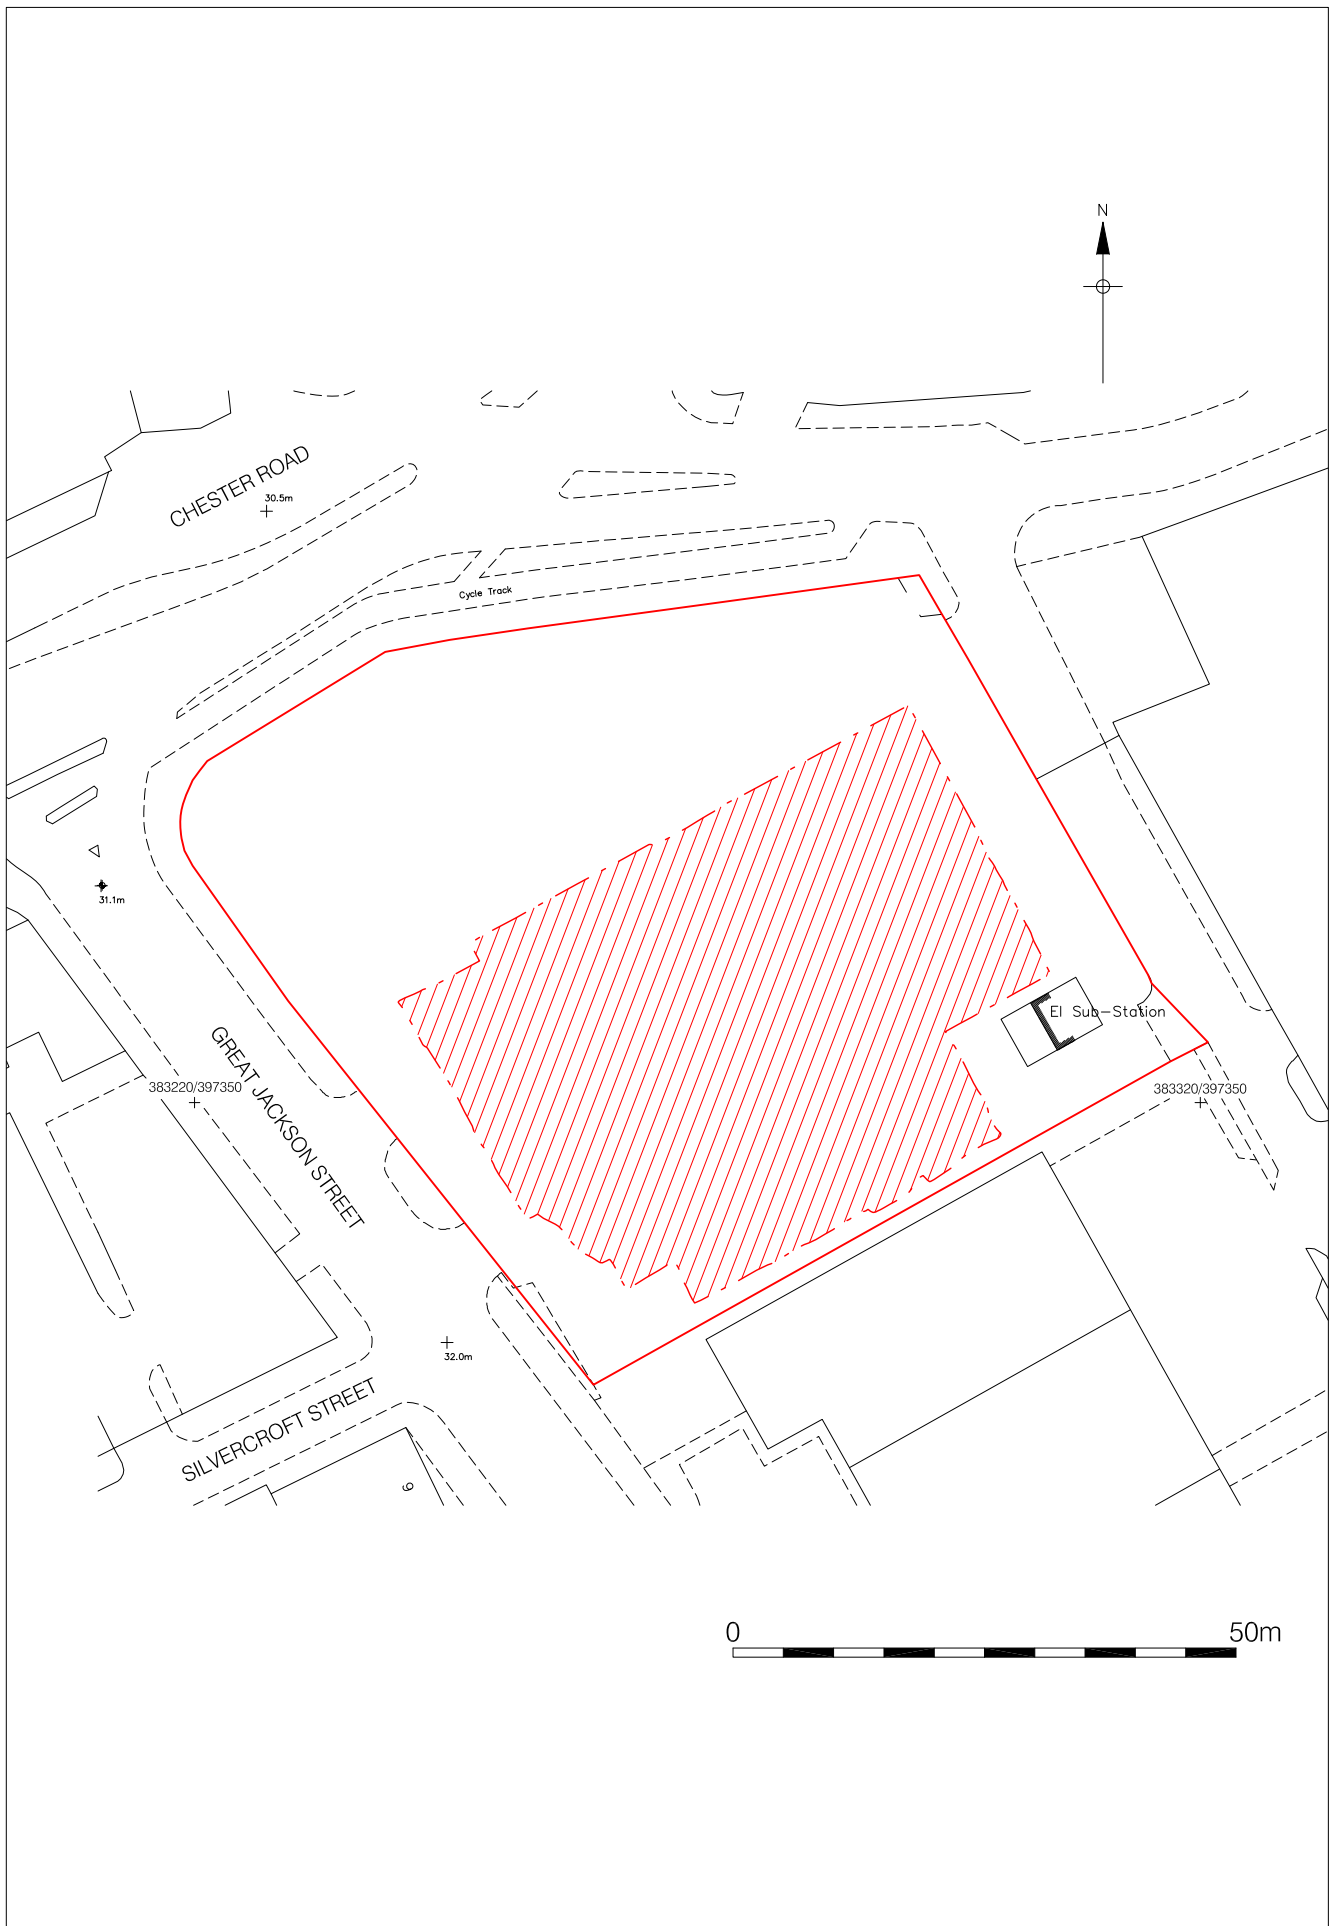 N
CHESTER ROAD
30.5m
Cycle Track
31.1m
El Sub-Station
GREAT JACKSON STREET
383220/397350
383320/397350
32.0m
SILVERCROFT STREET
9
0 50m